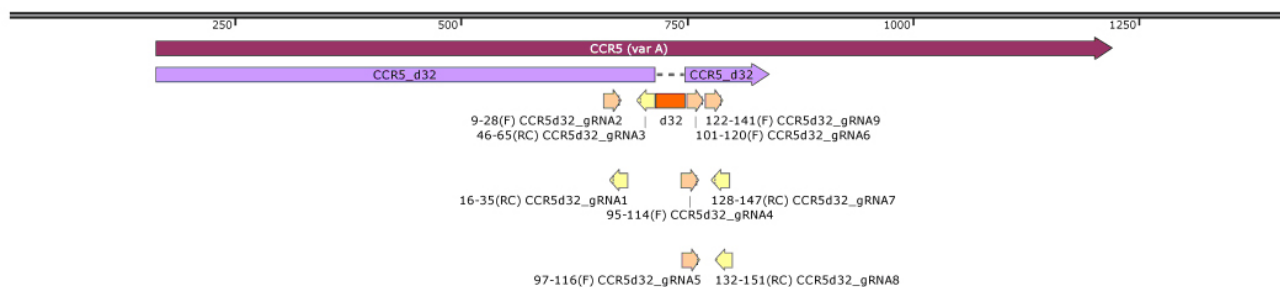 250 500 750 1000 1250
CCR5 (var A)
CCR5_d32 CCR5_d32
9-28(F) CCR5d32_gRNA2 d32 122-141(F) CCR5d32_gRNA9
46-65(RC) CCR5d32_gRNA3 101-120(F) CCR5d32_gRNA6
16-35(RC) CCR5d32_gRNA1 128-147(RC) CCR5d32_gRNA7
95-114(F) CCR5d32_gRNA4
97-116(F) CCR5d32_gRNA5 132-151(RC) CCR5d32_gRNA8